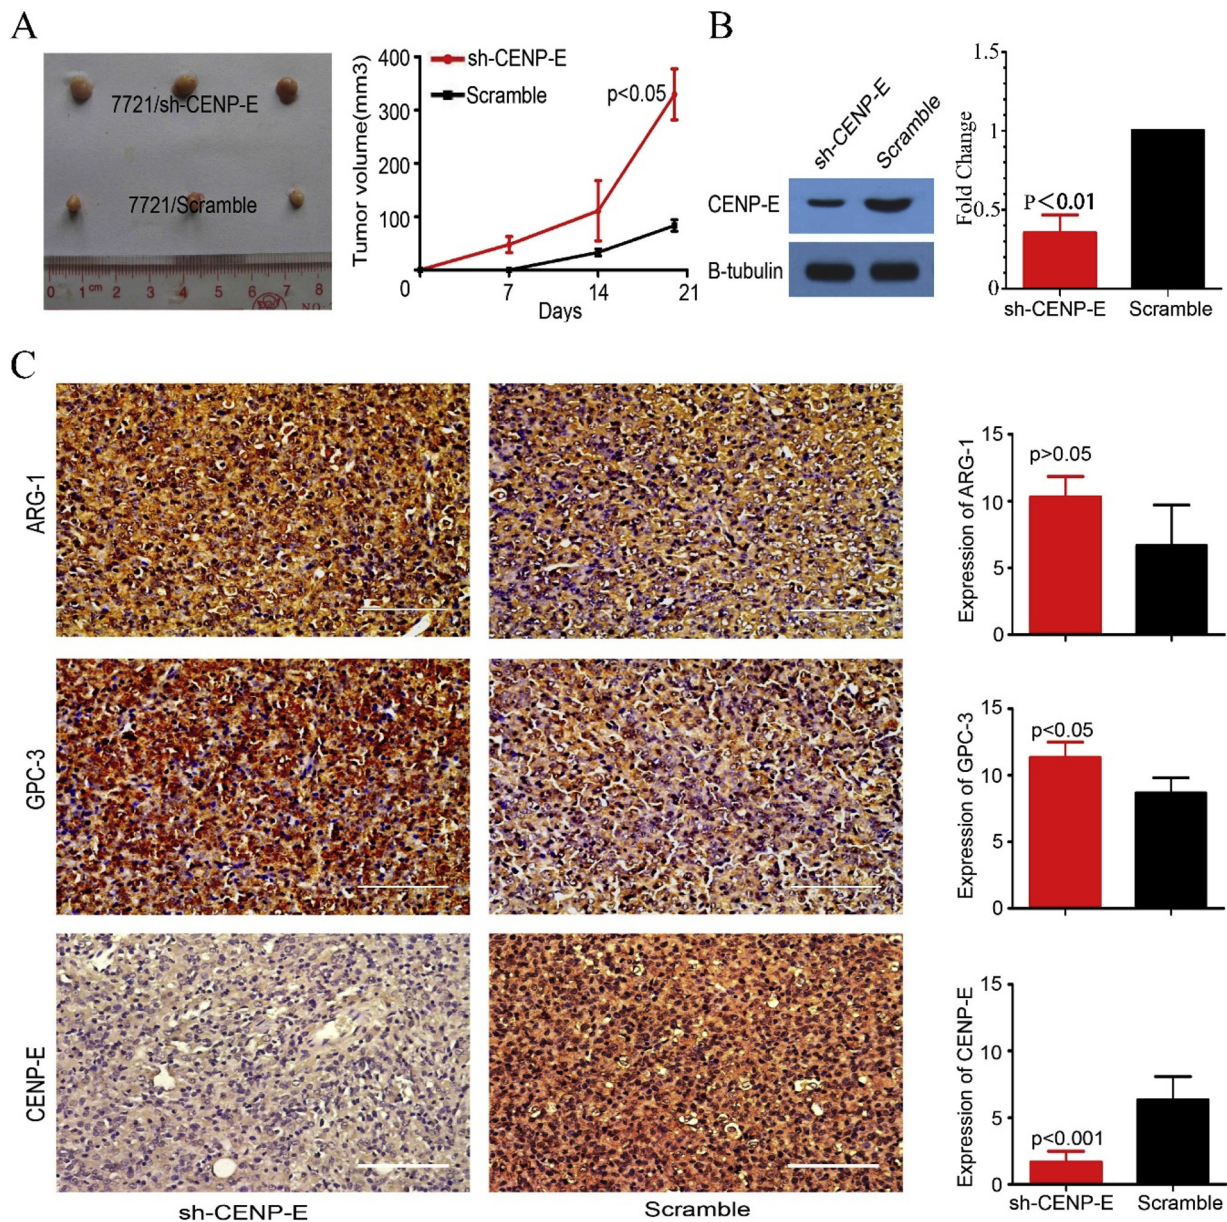 A
7721/sh-CENP-E
7721/Scramble
0 1 cm 2 3 4 5 6 7 8
Tumor volume(mm3)
400
300
200
100
0
7
14
21
Days
sh-CENP-E
Scramble
p<0.05
B
sh-CENP-E
Scramble
CENP-E
B-tubulin
Fold Change
1.5
1
0.5
0
P<0.01
sh-CENP-E
Scramble
C
ARG-1
Expression of ARG-1
15
10
5
0
p>0.05
GPC-3
Expression of GPC-3
15
10
5
0
p<0.05
CENP-E
Expression of CENP-E
15
10
5
0
p<0.001
sh-CENP-E
Scramble
sh-CENP-E
Scramble